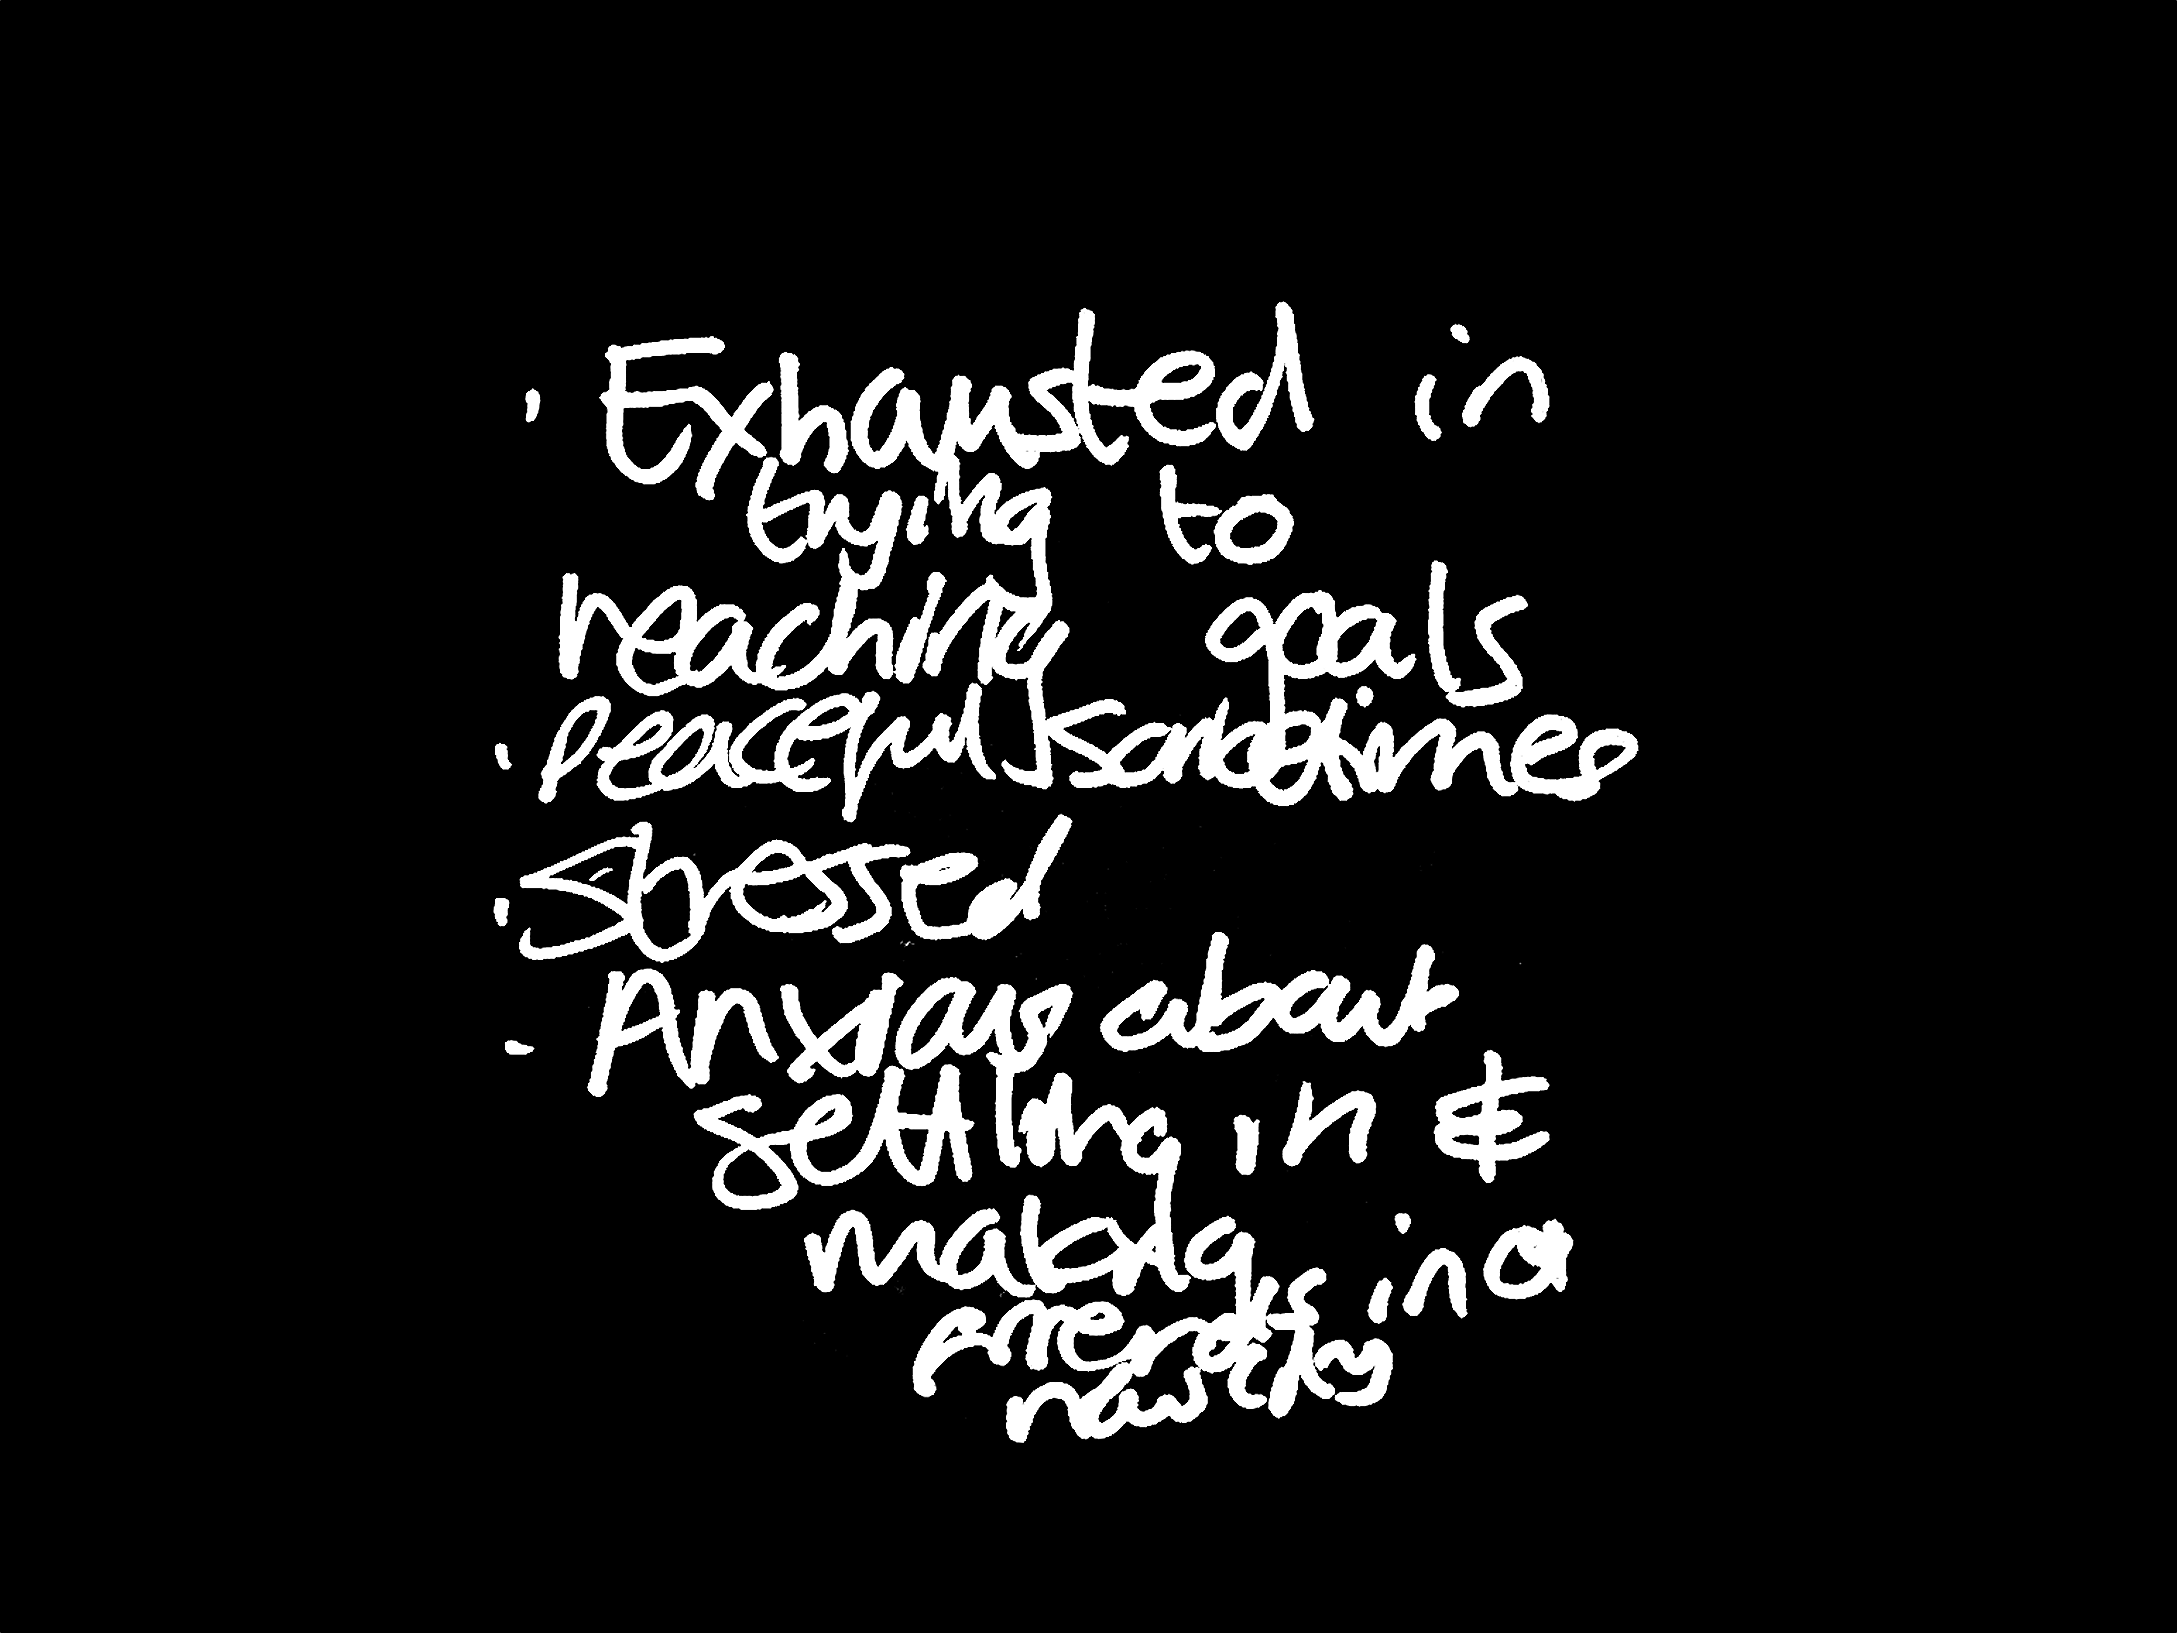 · Exhausted in
trying to
reaching goals
· Peaceful sometimes
· Stressed
- Anxious about
settling in &
making
friends in a
new city